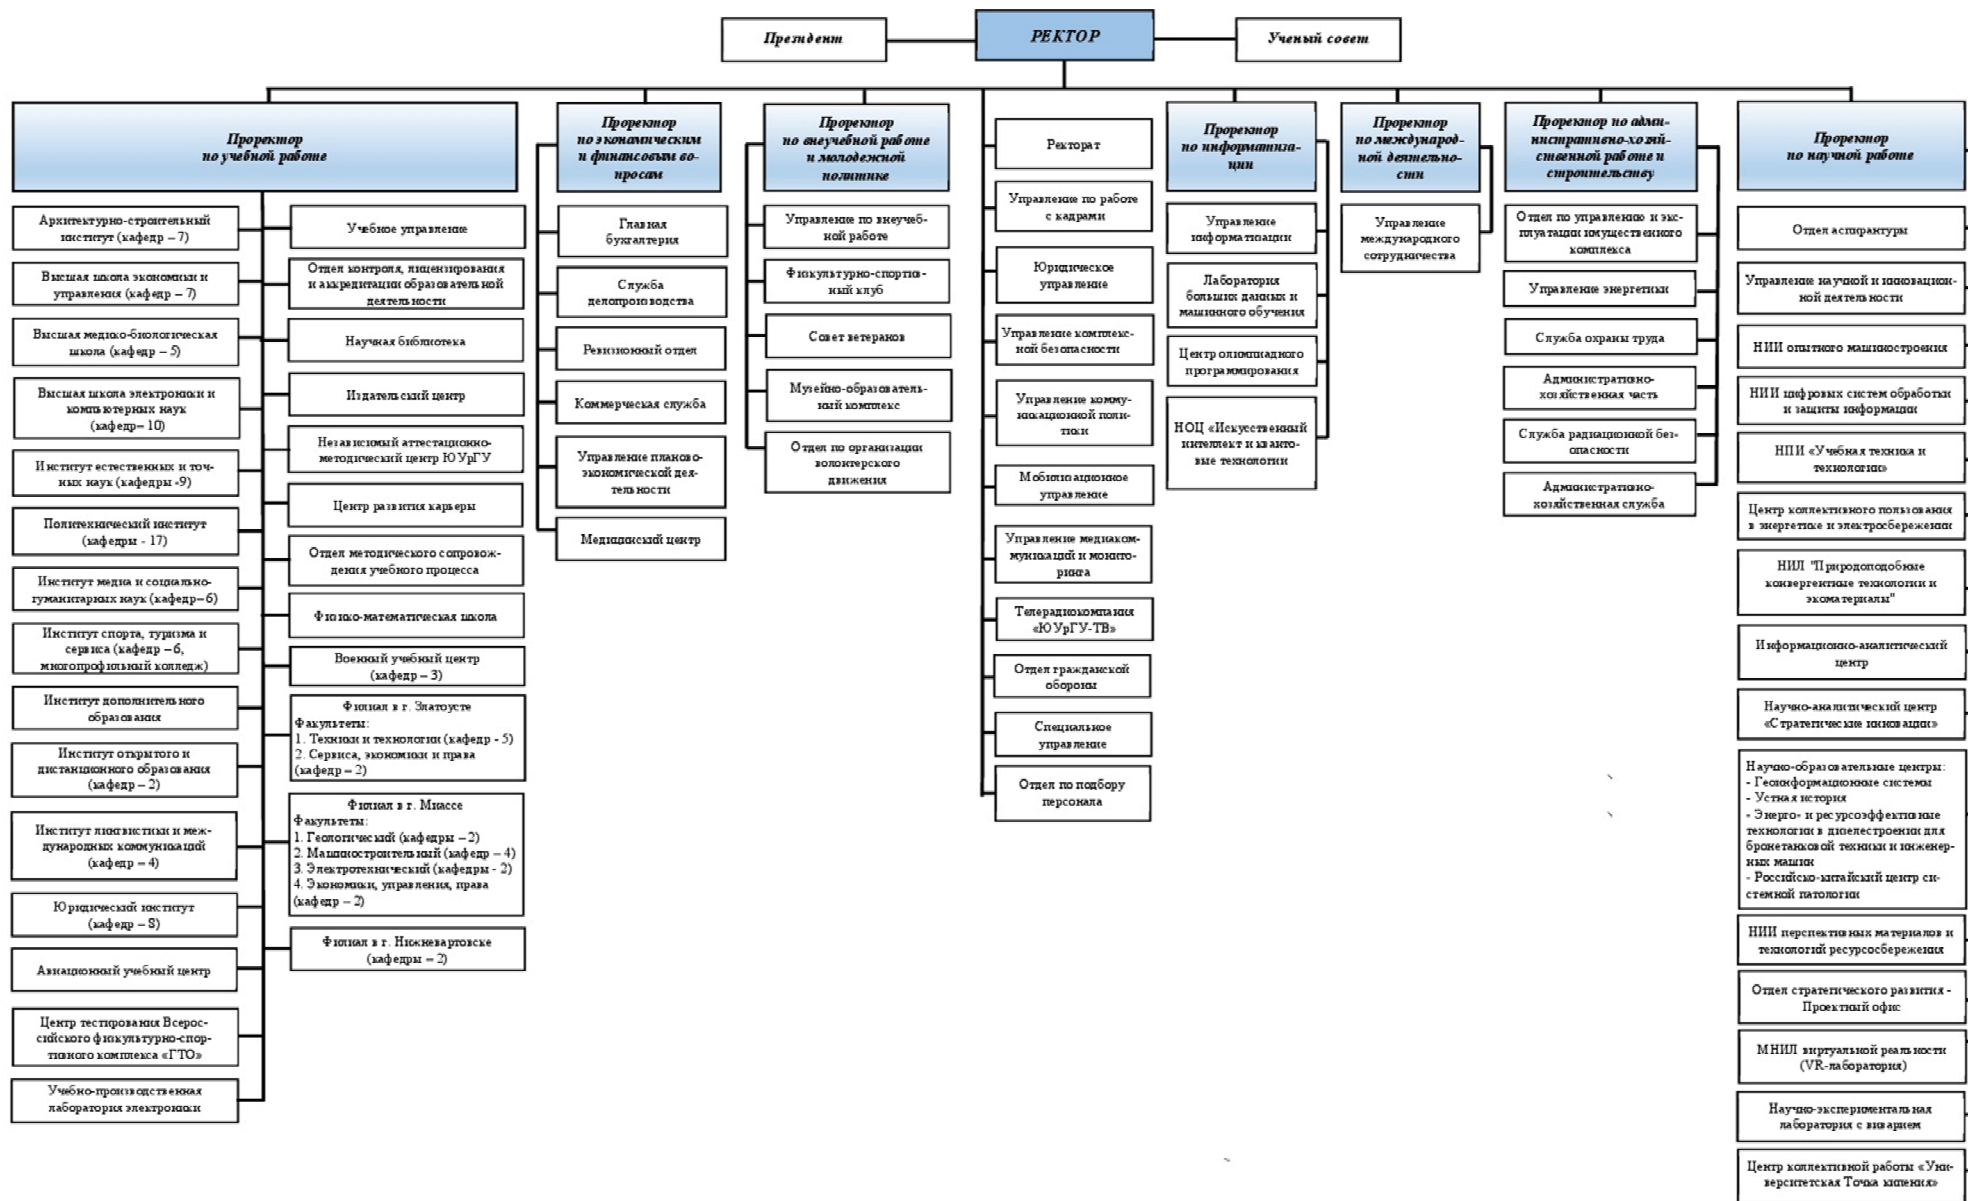 Президент
РЕКТОР
Ученый совет
Проректор
по учебной работе
Архитектурно-строительный
институт (кафедр – 7)
Высшая школа экономики и
управления (кафедр – 7)
Высшая медико-биологическая
школа (кафедр – 5)
Высшая школа электроники и
компьютерных наук
(кафедр– 10)
Институт естественных и точ-
ных наук (кафедры -9)
Политехнический институт
(кафедры - 17)
Институт медиа и социально-
гуманитарных наук (кафедр– 6)
Институт спорта, туризма и
сервиса (кафедр – 6,
многопрофильный колледж)
Институт дополнительного
образования
Институт открытого и
дистанционного образования
(кафедр – 2)
Институт лингвистики и меж-
дународных коммуникаций
(кафедр – 4)
Юридический институт
(кафедр – 8)
Авиационный учебный центр
Центр тестирования Всерос-
сийского физкультурно-спор-
тивного комплекса «ГТО»
Учебно-производственная
лаборатория электроники
Учебное управление
Отдел контроля, лицензирования
и аккредитации образовательной
деятельности
Научная библиотека
Издательский центр
Независимый аттестационно-
методический центр ЮУрГУ
Центр развития карьеры
Отдел методического сопровож-
дения учебного процесса
Физико-математическая школа
Военный учебный центр
(кафедр – 3)
Филиал в г. Златоусте
Факультеты:
1. Техники и технологии (кафедр - 5)
2. Сервиса, экономики и права
(кафедр – 2)
Филиал в г. Миассе
Факультеты:
1. Геологический (кафедры – 2)
2. Машиностроительный (кафедр – 4)
3. Электротехнический (кафедры - 2)
4. Экономики, управления, права
(кафедр – 2)
Филиал в г. Нижневартовске
(кафедры – 2)
Проректор
по экономическим
и финансовым во-
просам
Главная
бухгалтерия
Служба
делопроизводства
Ревизионный отдел
Коммерческая служба
Управление планово-
экономической дея-
тельности
Медицинский центр
Проректор
по внеучебной работе
и молодежной
политике
Управление по внеучеб-
ной работе
Физкультурно-спортив-
ный клуб
Совет ветеранов
Музейно-образователь-
ный комплекс
Отдел по организации
волонтерского
движения
Ректорат
Управление по работе
с кадрами
Юридическое
управление
Управление комплекс-
ной безопасности
Управление комму-
никационной поли-
тики
Мобилизационное
управление
Управление медиаком-
муникаций и монито-
ринга
Телерадиокомпания
«ЮУрГУ-ТВ»
Отдел гражданской
обороны
Специальное
управление
Отдел по подбору
персонала
Проректор
по информатиза-
ции
Управление
информатизации
Лаборатория
больших данных и
машинного обучения
Центр олимпиадного
программирования
НОЦ «Искусственный
интеллект и кванто-
вые технологии
Проректор
по международ-
ной деятельно-
сти
Управление
международного
сотрудничества
Проректор по адми-
нистративно-хозяй-
ственной работе и
строительству
Отдел по управлению и экс-
плуатации имущественного
комплекса
Управление энергетики
Служба охраны труда
Административно-
хозяйственная часть
Служба радиационной без-
опасности
Административно-
хозяйственная служба
Проректор
по научной работе
Отдел аспирантуры
Управление научной и инновацион-
ной деятельности
НИИ опытного машиностроения
НИИ цифровых систем обработки
и защиты информации
НПИ «Учебная техника и
технологии»
Центр коллективного пользования
в энергетике и электросбережении
НИЛ "Природоподобные
конвергентные технологии и
экоматериалы"
Информационно-аналитический
центр
Научно-аналитический центр
«Стратегические инновации»
Научно-образовательные центры:
- Геоинформационные системы
- Устная история
- Энерго- и ресурсоэффективные
технологии в дизелестроении для
бронетанковой техники и инженер-
ных машин
- Российско-китайский центр си-
стемной патологии
НИИ перспективных материалов и
технологий ресурсосбережения
Отдел стратегического развития -
Проектный офис
МНИЛ виртуальной реальности
(VR-лаборатория)
Научно-экспериментальная
лаборатория с виварием
Центр коллективной работы «Уни-
верситетская Точка кипения»